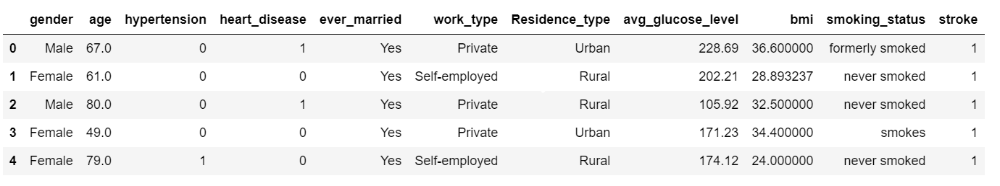 gender age hypertension heart_disease ever_married work_type Residence_type avg_glucose_level bmi smoking_status stroke
0 Male 67.0 0 1 Yes Private Urban 228.69 36.600000 formerly smoked 1
1 Female 61.0 0 0 Yes Self-employed Rural 202.21 28.893237 never smoked 1
2 Male 80.0 0 1 Yes Private Rural 105.92 32.500000 never smoked 1
3 Female 49.0 0 0 Yes Private Urban 171.23 34.400000 smokes 1
4 Female 79.0 1 0 Yes Self-employed Rural 174.12 24.000000 never smoked 1